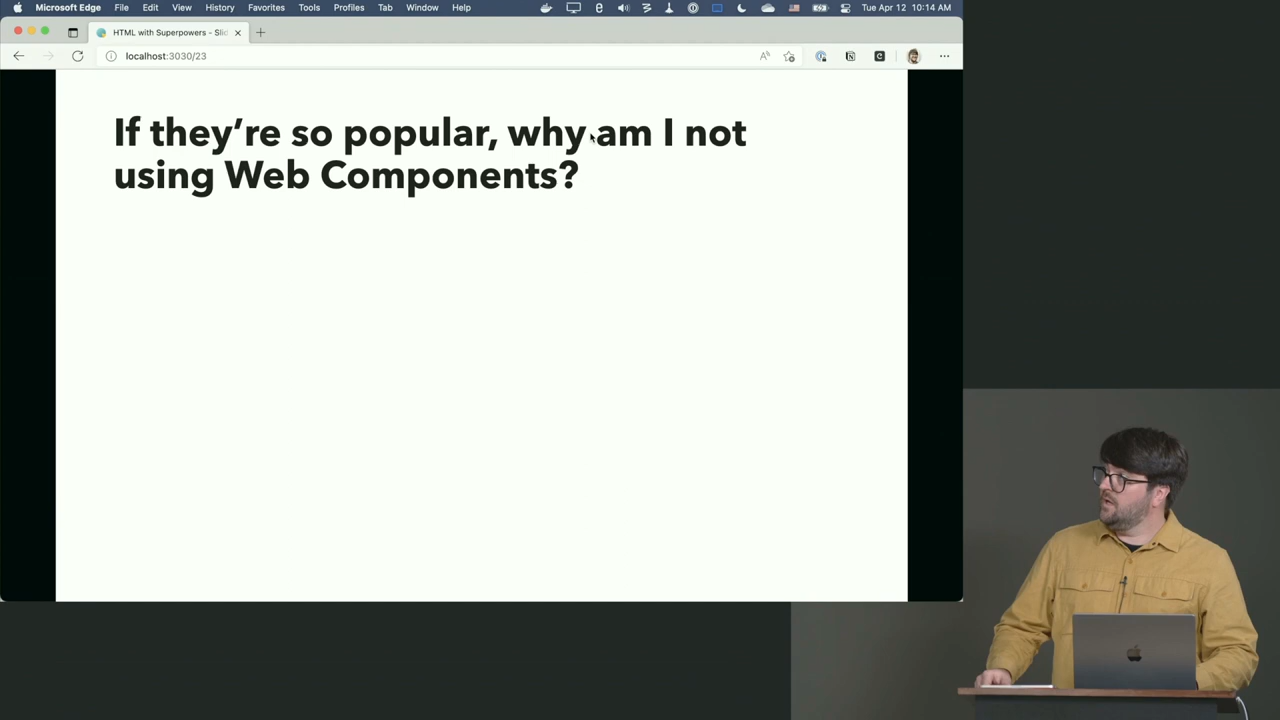 Microsoft Edge File Edit View History Favorites Tools Profiles Tab Window Help Tue Apr 12 10:14 AM
HTML with Superpowers - Slid
localhost:3030/23
If they’re so popular, why am I not
using Web Components?